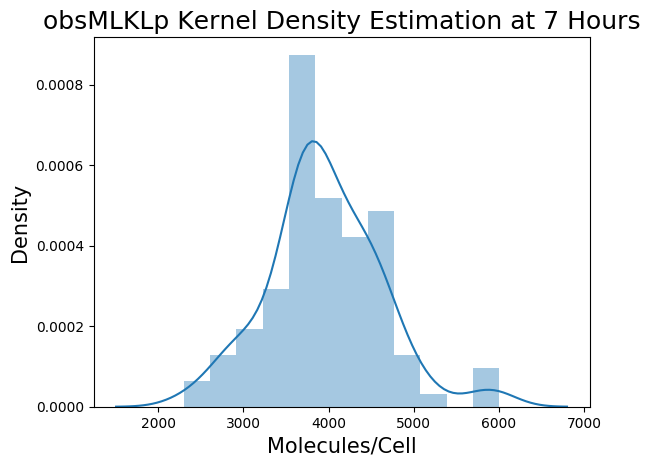 obsMLKLp Kernel Density Estimation at 7 Hours
0.0008
0.0006
0.0004
0.0002
0.0000
Density
2000 3000 4000 5000 6000 7000
Molecules/Cell